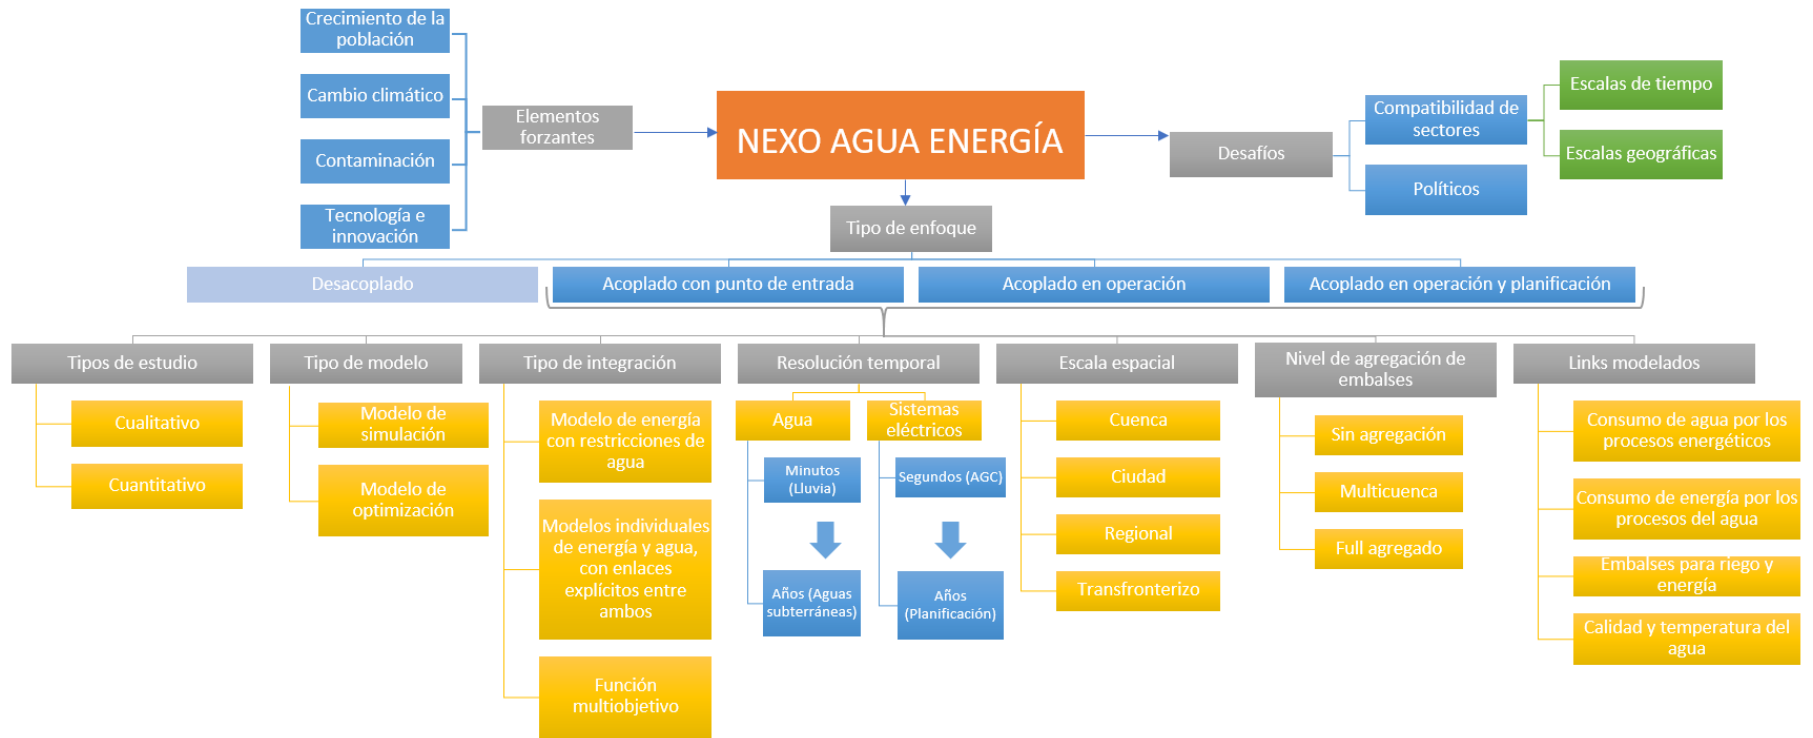 Crecimiento de la
población
Cambio climático
Contaminación
Tecnología e
innovación
Elementos
forzantes
NEXO AGUA ENERGÍA
Desafíos
Compatibilidad de
sectores
Políticos
Escalas de tiempo
Escalas geográficas
Tipo de enfoque
Desacoplado
Acoplado con punto de entrada
Acoplado en operación
Acoplado en operación y planificación
Tipos de estudio
Cualitativo
Cuantitativo
Tipo de modelo
Modelo de
simulación
Modelo de
optimización
Tipo de integración
Modelo de energía
con restricciones de
agua
Modelos individuales
de energía y agua,
con enlaces
explícitos entre
ambos
Función
multiobjetivo
Resolución temporal
Agua
Minutos
(Lluvia)
Años (Aguas
subterráneas)
Sistemas
eléctricos
Segundos (AGC)
Años
(Planificación)
Escala espacial
Cuenca
Ciudad
Regional
Transfronterizo
Nivel de agregación de
embalses
Sin agregación
Multicuenca
Full agregado
Links modelados
Consumo de agua por los
procesos energéticos
Consumo de energía por los
procesos del agua
Embalses para riego y
energía
Calidad y temperatura del
agua